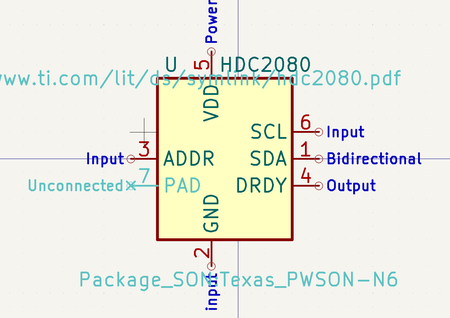 Power
5
U HDC2080
www.ti.com/lit/ds/symlink/hdc2080.pdf
VDD
SCL 6 Input
Input 3 ADDR SDA 1 Bidirectional
Unconnected 7 PAD DRDY 4 Output
GND
2
Package_SON:Texas_PWSON-N6
input